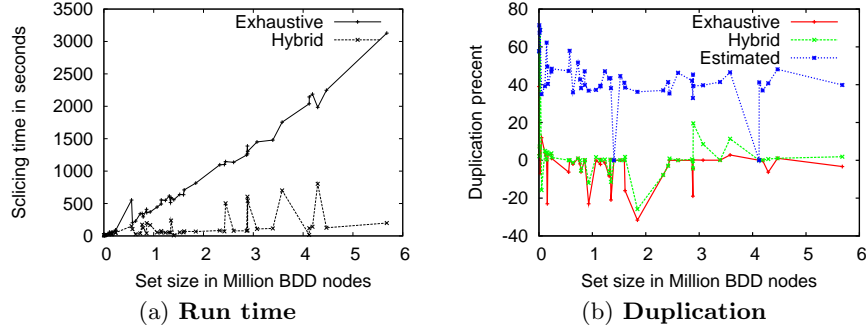 Exhaustive
Hybrid
3500
3000
2500
2000
1500
1000
500
0
Sclicing time in seconds
0 1 2 3 4 5 6
Set size in Million BDD nodes
(a) Run time
Exhaustive
Hybrid
Estimated
80
60
40
20
0
-20
-40
Duplication precent
0 1 2 3 4 5 6
Set size in Million BDD nodes
(b) Duplication